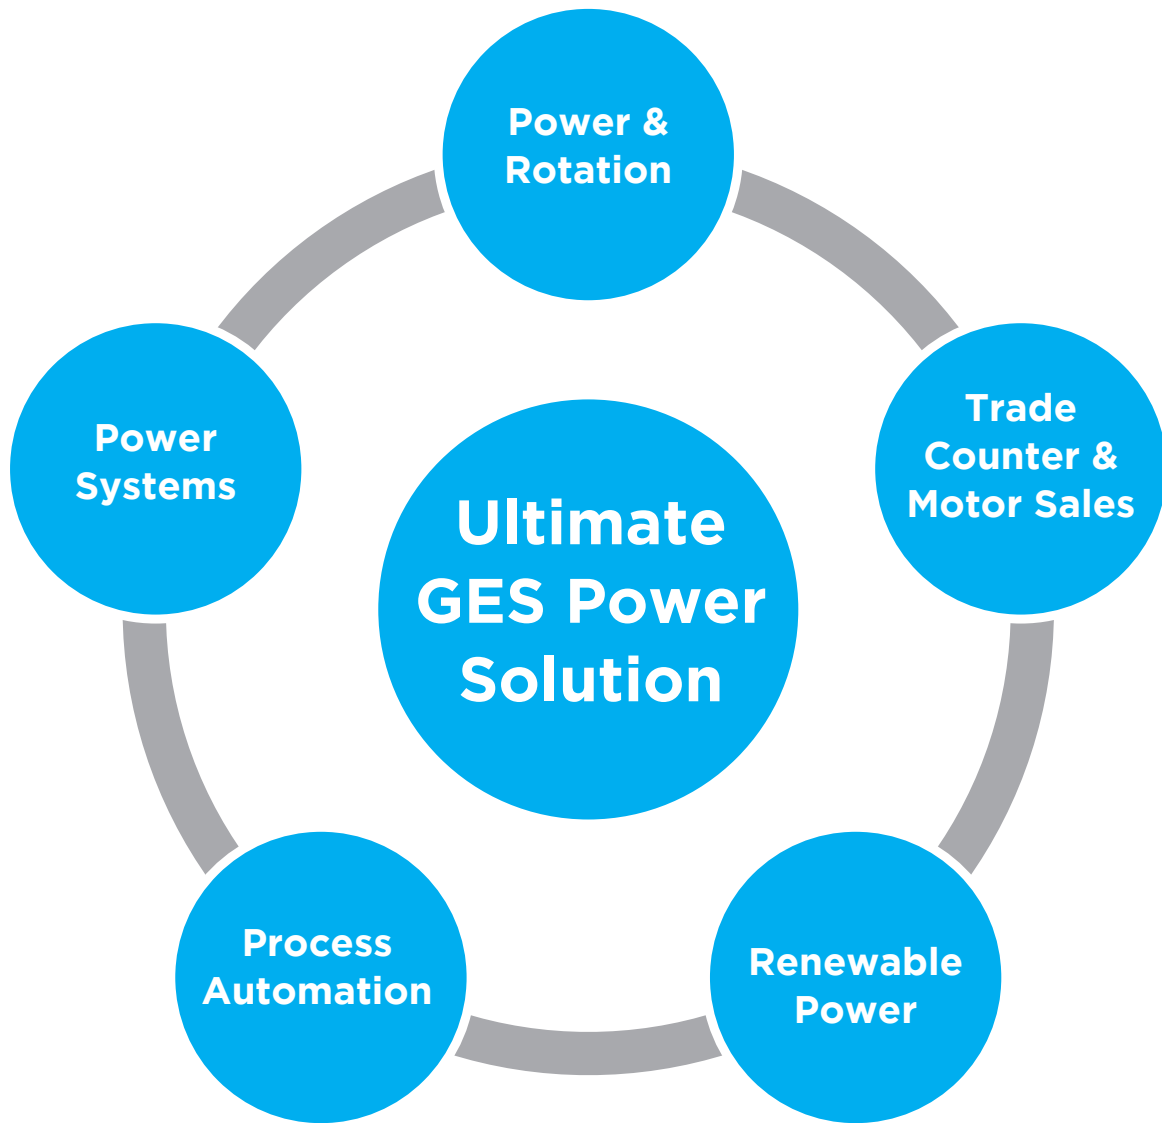 Power &
Rotation
Trade
Counter &
Motor Sales
Power
Systems
Ultimate
GES Power
Solution
Process
Automation
Renewable
Power